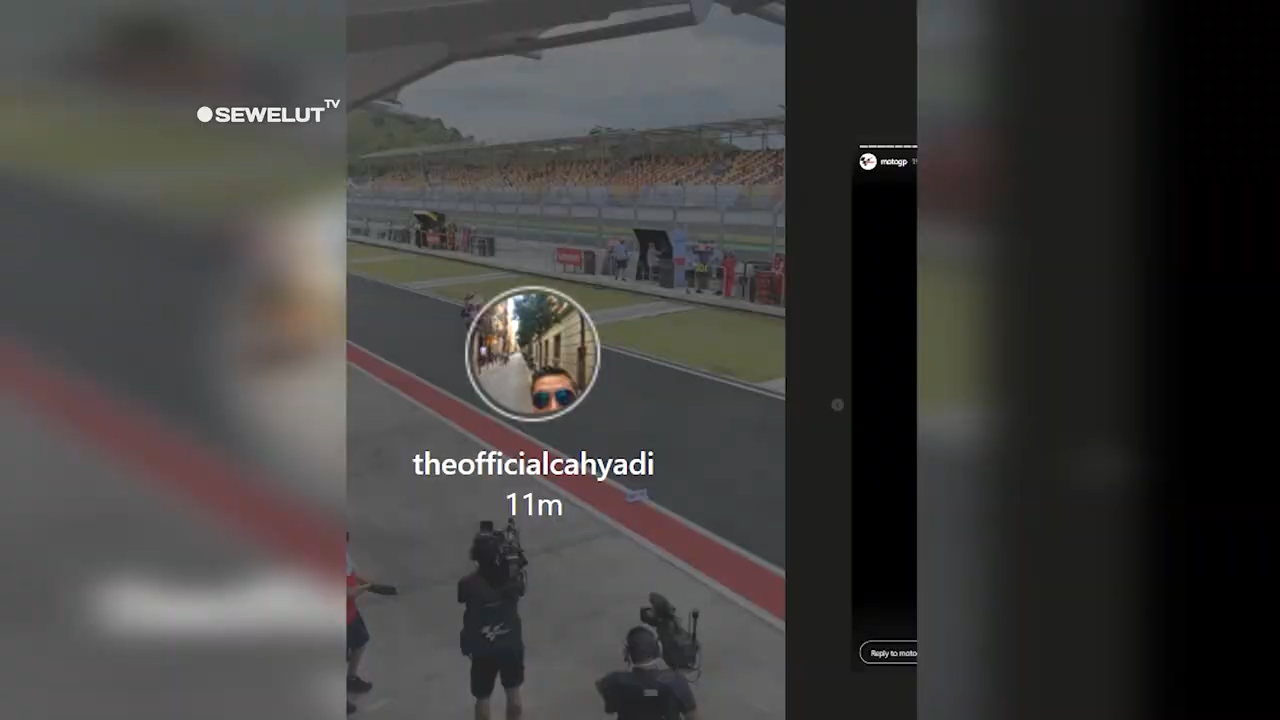 SEWELUT TV
motogp
theofficialcahyadi
11m
Reply to moto